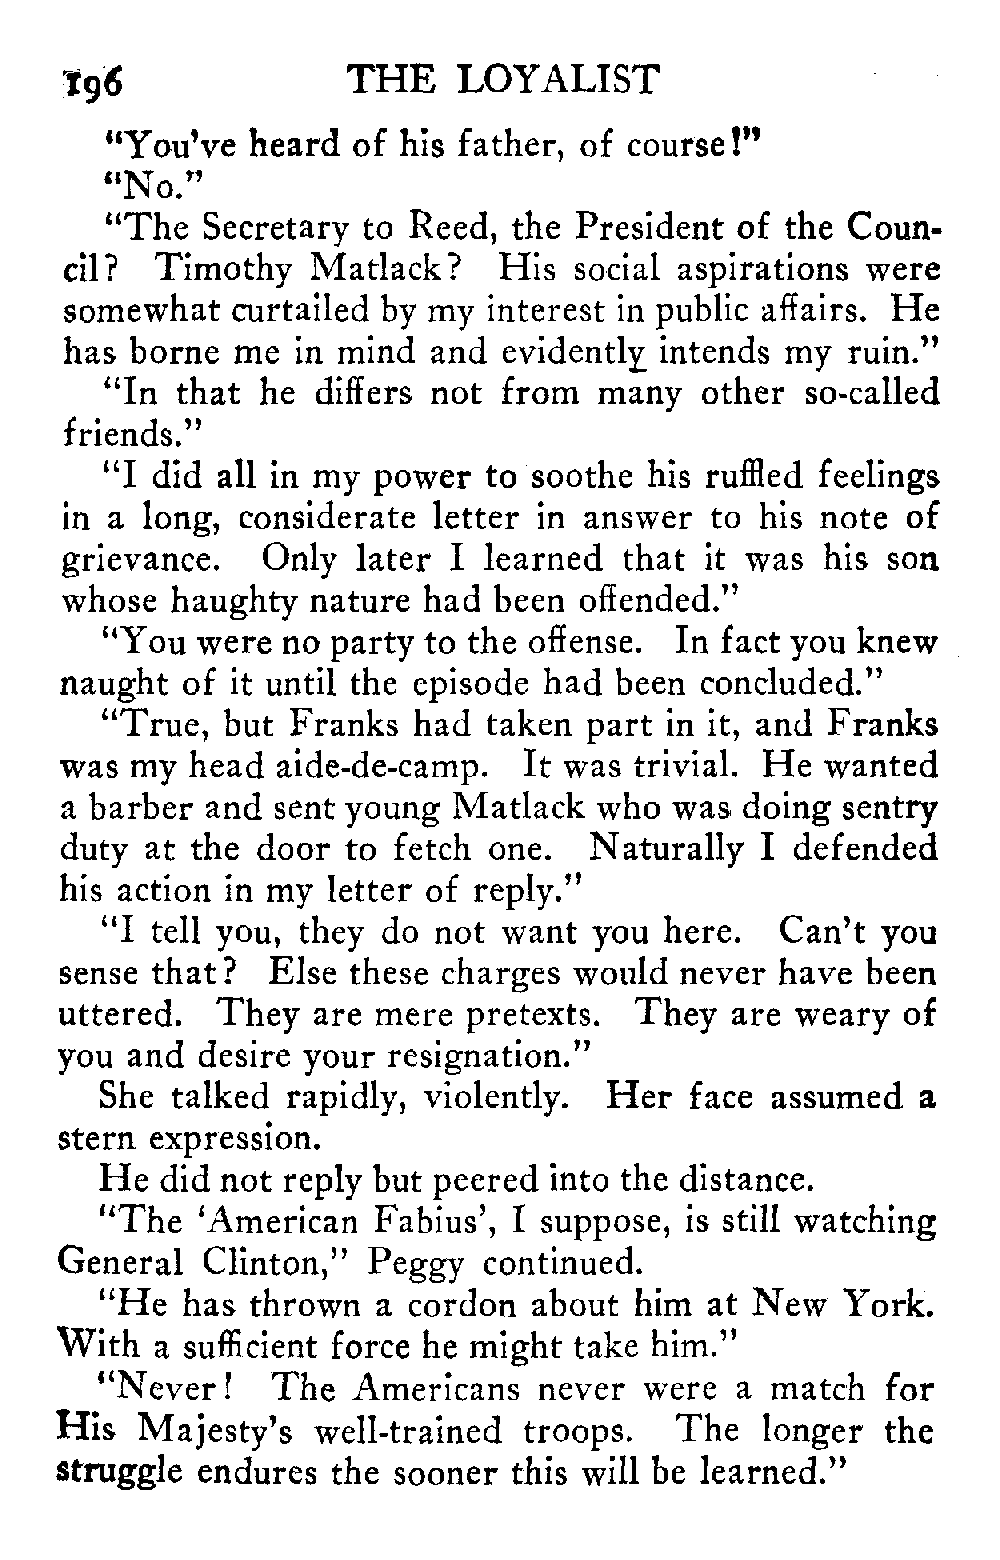 196 THE LOYALIST
“You’ve heard of his father, of course!”
“No.”
“The Secretary to Reed, the President of the Coun-
cil? Timothy Matlack? His social aspirations were
somewhat curtailed by my interest in public affairs. He
has borne me in mind and evidently intends my ruin.”
“In that he differs not from many other so-called
friends.”
“I did all in my power to soothe his ruffled feelings
in a long, considerate letter in answer to his note of
grievance. Only later I learned that it was his son
whose haughty nature had been offended.”
“You were no party to the offense. In fact you knew
naught of it until the episode had been concluded.”
“True, but Franks had taken part in it, and Franks
was my head aide-de-camp. It was trivial. He wanted
a barber and sent young Matlack who was doing sentry
duty at the door to fetch one. Naturally I defended
his action in my letter of reply.”
“I tell you, they do not want you here. Can’t you
sense that? Else these charges would never have been
uttered. They are mere pretexts. They are weary of
you and desire your resignation.”
She talked rapidly, violently. Her face assumed a
stern expression.
He did not reply but peered into the distance.
“The ‘American Fabius’, I suppose, is still watching
General Clinton,” Peggy continued.
“He has thrown a cordon about him at New York.
With a sufficient force he might take him.”
“Never! The Americans never were a match for
His Majesty’s well-trained troops. The longer the
struggle endures the sooner this will be learned.”